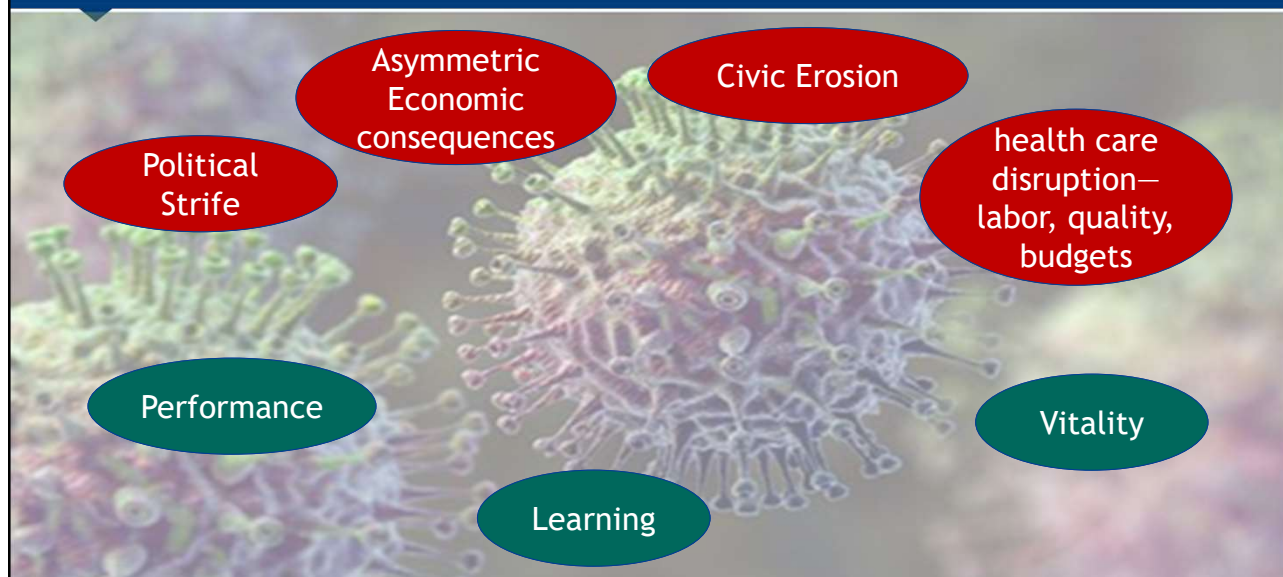 Asymmetric
Economic
consequences
Civic Erosion
Political
Strife
health care
disruption—
labor, quality,
budgets
Performance
Vitality
Learning